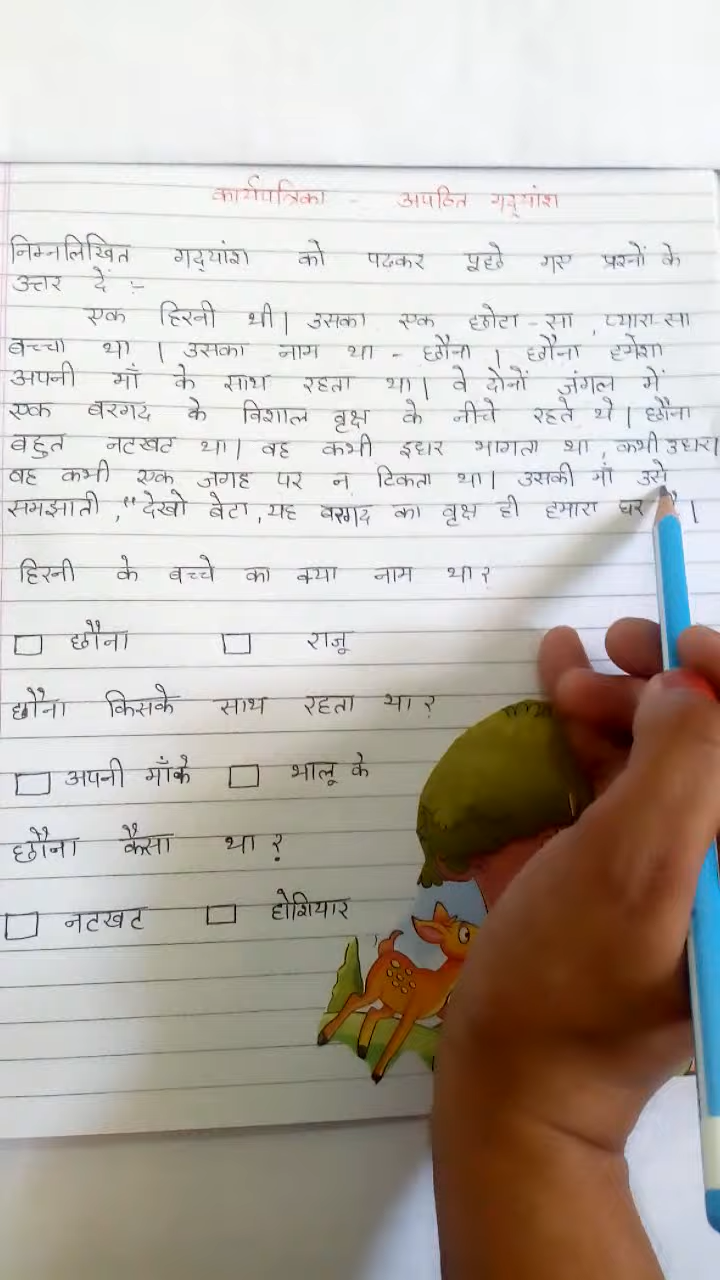 कार्यपत्रिका - अपठित गद्यांश
निम्नलिखित गद्यांश को पढकर पूछे गए प्रश्नों के
उत्तर दें :-
एक हिरनी थी। उसका एक छोटा-सा, प्यारा-सा
बच्चा था। उसका नाम था - छौना। छौना हमेशा
अपनी माँ के साथ रहता था। वे दोनों जंगल में
एक बरगद के विशाल वृक्ष के नीचे रहते थे। छौना
बहुत नटखट था। वह कभी इधर भागता था, कभी उधर।
वह कभी एक जगह पर न टिकता था। उसकी माँ उसे
समझाती, "देखो बेटा, यह बरगद का वृक्ष ही हमारा घर "।
हिरनी के बच्चे का क्या नाम था?
छौना राजू
छौना किसके साथ रहता था?
अपनी माँके भालू के
छौना कैसा था?
नटखट होशियार